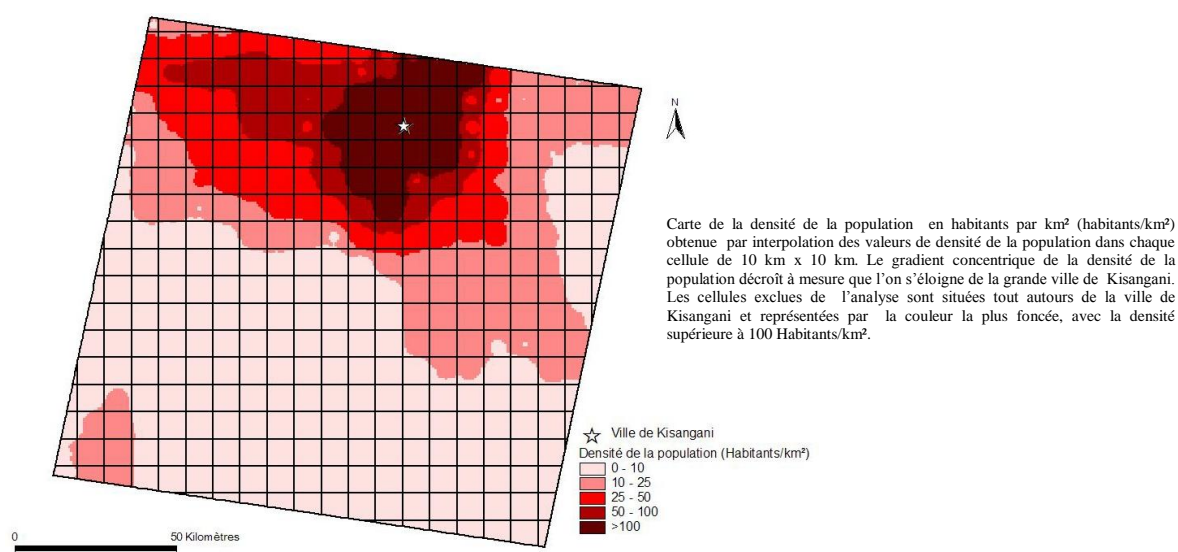 N
Carte de la densité de la population en habitants par km² (habitants/km²)
obtenue par interpolation des valeurs de densité de la population dans chaque
cellule de 10 km x 10 km. Le gradient concentrique de la densité de la
population décroît à mesure que l'on s'éloigne de la grande ville de Kisangani.
Les cellules exclues de l'analyse sont situées tout autours de la ville de
Kisangani et représentées par la couleur la plus foncée, avec la densité
supérieure à 100 Habitants/km².
Ville de Kisangani
Densité de la population (Habitants/km²)
0 - 10
10 - 25
25 - 50
50 - 100
>100
0 50 Kilomètres